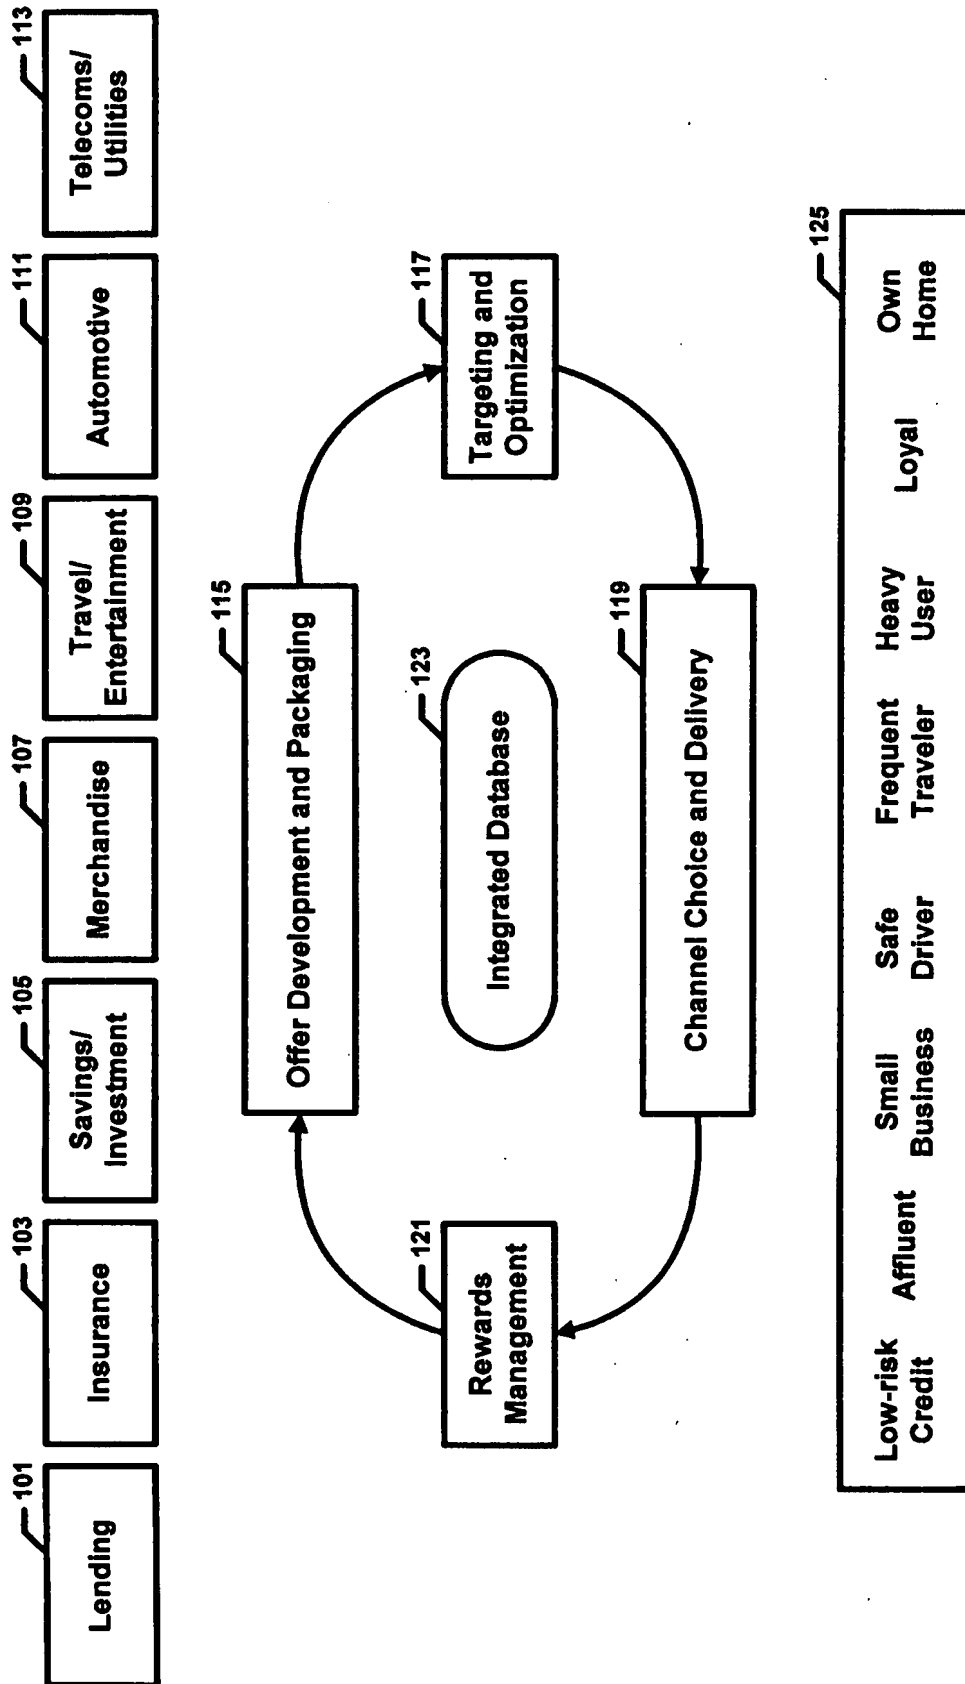 101
Lending
103
Insurance
105
Savings/
Investment
107
Merchandise
109
Travel/
Entertainment
111
Automotive
113
Telecoms/
Utilities
115
Offer Development and Packaging
117
Targeting and
Optimization
123
Integrated Database
121
Rewards
Management
119
Channel Choice and Delivery
125
Low-risk
Credit
Affluent
Small
Business
Safe
Driver
Frequent
Traveler
Heavy
User
Loyal
Own
Home